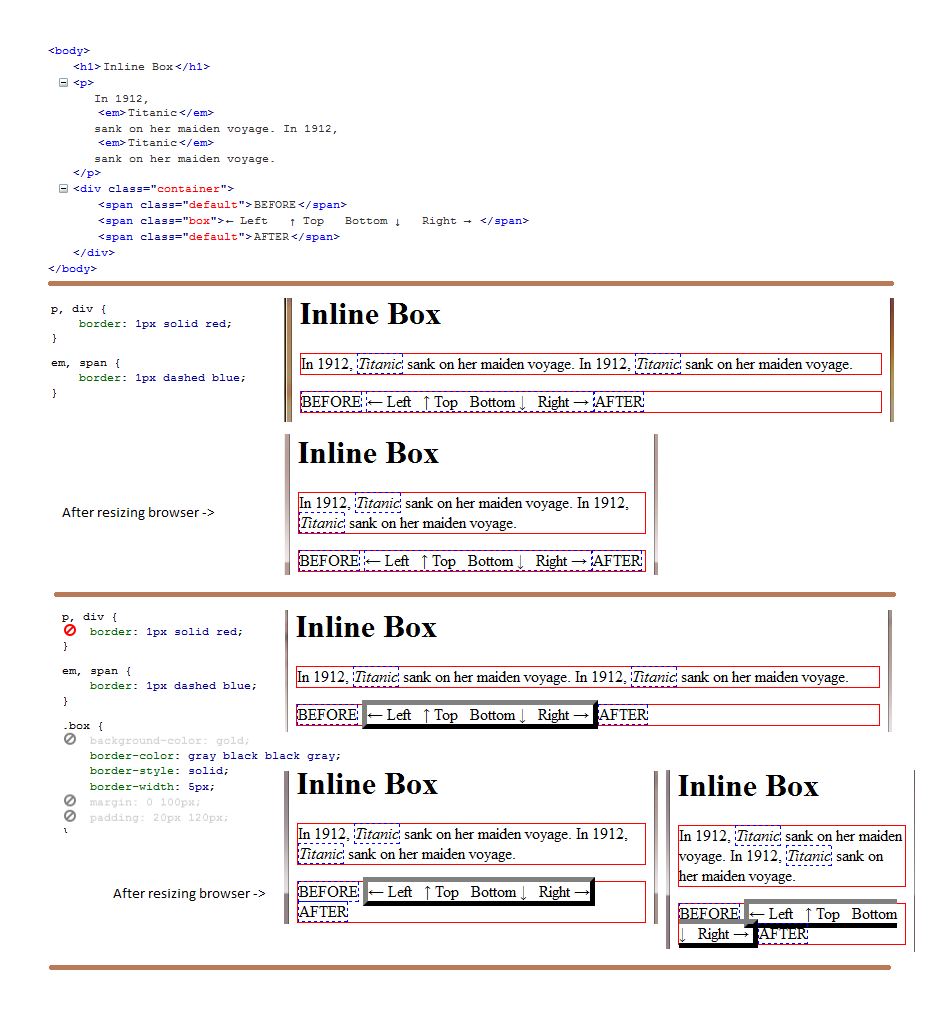 <body>
<h1>Inline Box</h1>
<p>
In 1912,
<em>Titanic</em>
sank on her maiden voyage. In 1912,
<em>Titanic</em>
sank on her maiden voyage.
</p>
<div class="container">
<span class="default">BEFORE</span>
<span class="box">← Left   ↑ Top   Bottom ↓   Right → </span>
<span class="default">AFTER</span>
</div>
</body>
p, div {
border: 1px solid red;
}
em, span {
border: 1px dashed blue;
}
Inline Box
In 1912, Titanic sank on her maiden voyage. In 1912, Titanic sank on her maiden voyage.
BEFORE ← Left   ↑ Top   Bottom ↓   Right → AFTER
After resizing browser ->
Inline Box
In 1912, Titanic sank on her maiden voyage. In 1912,
Titanic sank on her maiden voyage.
BEFORE ← Left   ↑ Top   Bottom ↓   Right → AFTER
p, div {
border: 1px solid red;
}
em, span {
border: 1px dashed blue;
}
.box {
background-color: gold;
border-color: gray black black gray;
border-style: solid;
border-width: 5px;
margin: 0 100px;
padding: 20px 120px;
}
Inline Box
In 1912, Titanic sank on her maiden voyage. In 1912, Titanic sank on her maiden voyage.
BEFORE ← Left   ↑ Top   Bottom ↓   Right → AFTER
After resizing browser ->
Inline Box
In 1912, Titanic sank on her maiden voyage. In 1912,
Titanic sank on her maiden voyage.
BEFORE ← Left   ↑ Top   Bottom ↓   Right →
AFTER
Inline Box
In 1912, Titanic sank on her maiden
voyage. In 1912, Titanic sank on
her maiden voyage.
BEFORE ← Left   ↑ Top   Bottom
↓   Right → AFTER